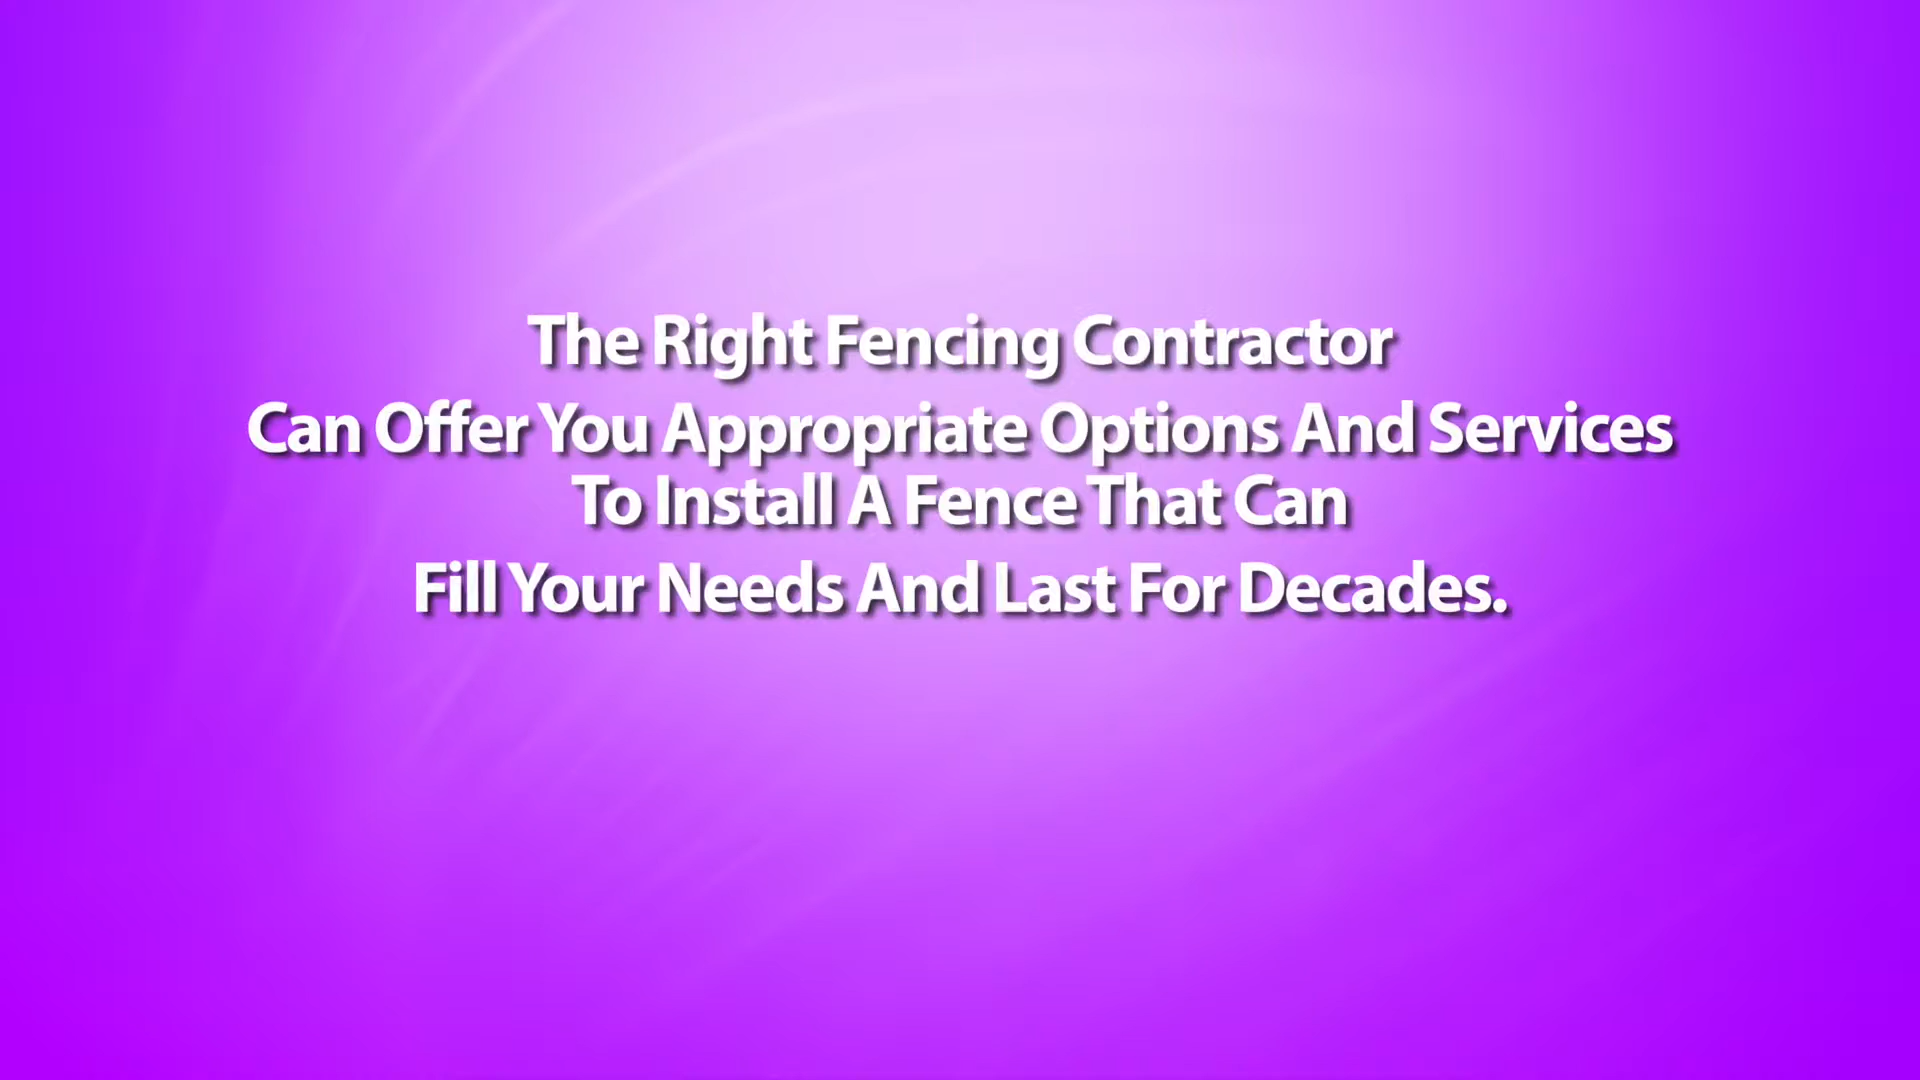 The Right Fencing Contractor
Can Offer You Appropriate Options And Services
To Install A Fence That Can
Fill Your Needs And Last For Decades.